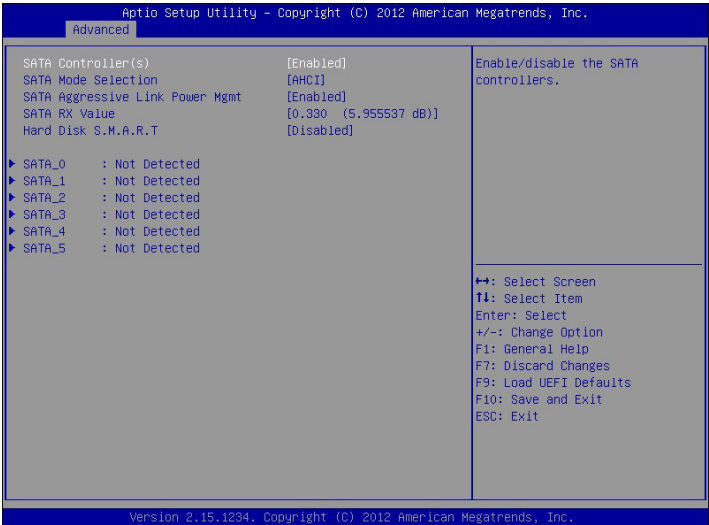 Aptio Setup Utility – Copyright (C) 2012 American Megatrends, Inc.
Advanced
SATA Controller(s) [Enabled]
SATA Mode Selection [AHCI]
SATA Aggressive Link Power Mgmt [Enabled]
SATA RX Value [0.330 (5.955537 dB)]
Hard Disk S.M.A.R.T [Disabled]
SATA_0 : Not Detected
SATA_1 : Not Detected
SATA_2 : Not Detected
SATA_3 : Not Detected
SATA_4 : Not Detected
SATA_5 : Not Detected
Enable/disable the SATA
controllers.
↔: Select Screen
↑↓: Select Item
Enter: Select
+/-: Change Option
F1: General Help
F7: Discard Changes
F9: Load UEFI Defaults
F10: Save and Exit
ESC: Exit
Version 2.15.1234. Copyright (C) 2012 American Megatrends, Inc.